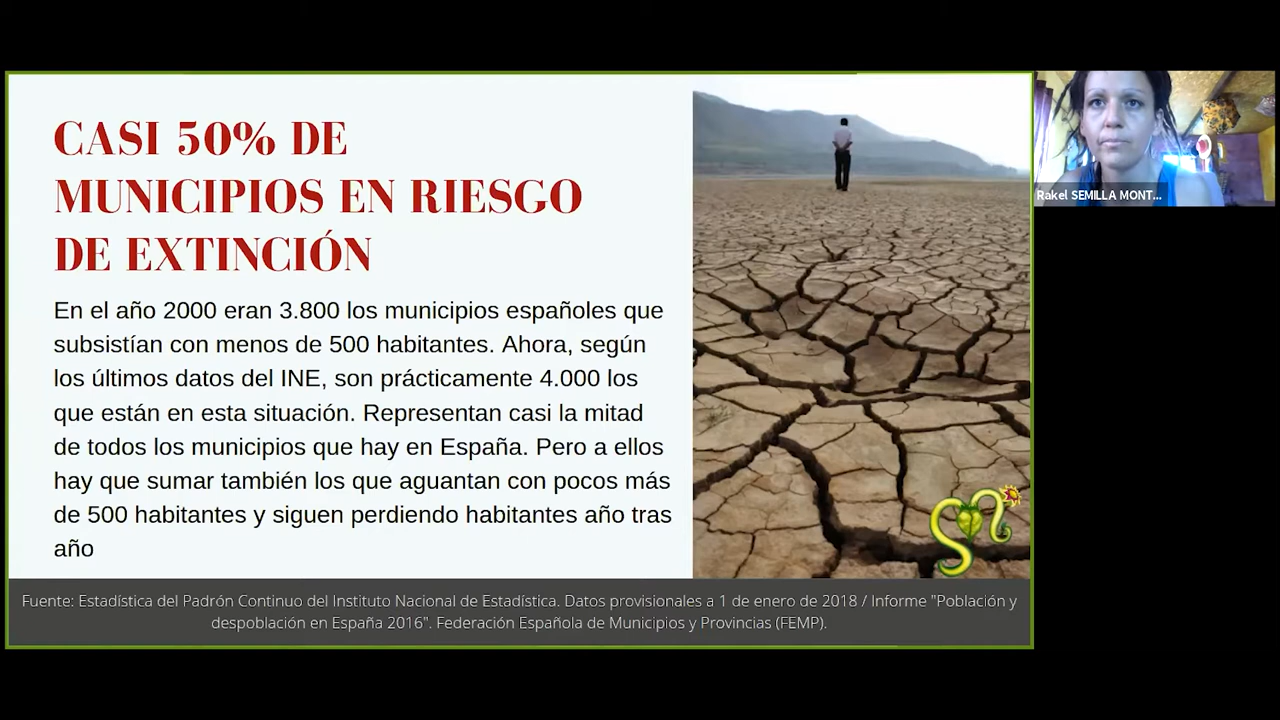 CASI 50% DE
MUNICIPIOS EN RIESGO
DE EXTINCIÓN
En el año 2000 eran 3.800 los municipios españoles que
subsistían con menos de 500 habitantes. Ahora, según
los últimos datos del INE, son prácticamente 4.000 los
que están en esta situación. Representan casi la mitad
de todos los municipios que hay en España. Pero a ellos
hay que sumar también los que aguantan con pocos más
de 500 habitantes y siguen perdiendo habitantes año tras
año
Fuente: Estadística del Padrón Continuo del Instituto Nacional de Estadística. Datos provisionales a 1 de enero de 2018 / Informe "Población y
despoblación en España 2016". Federación Española de Municipios y Provincias (FEMP).
Rakel SEMILLA MONT...